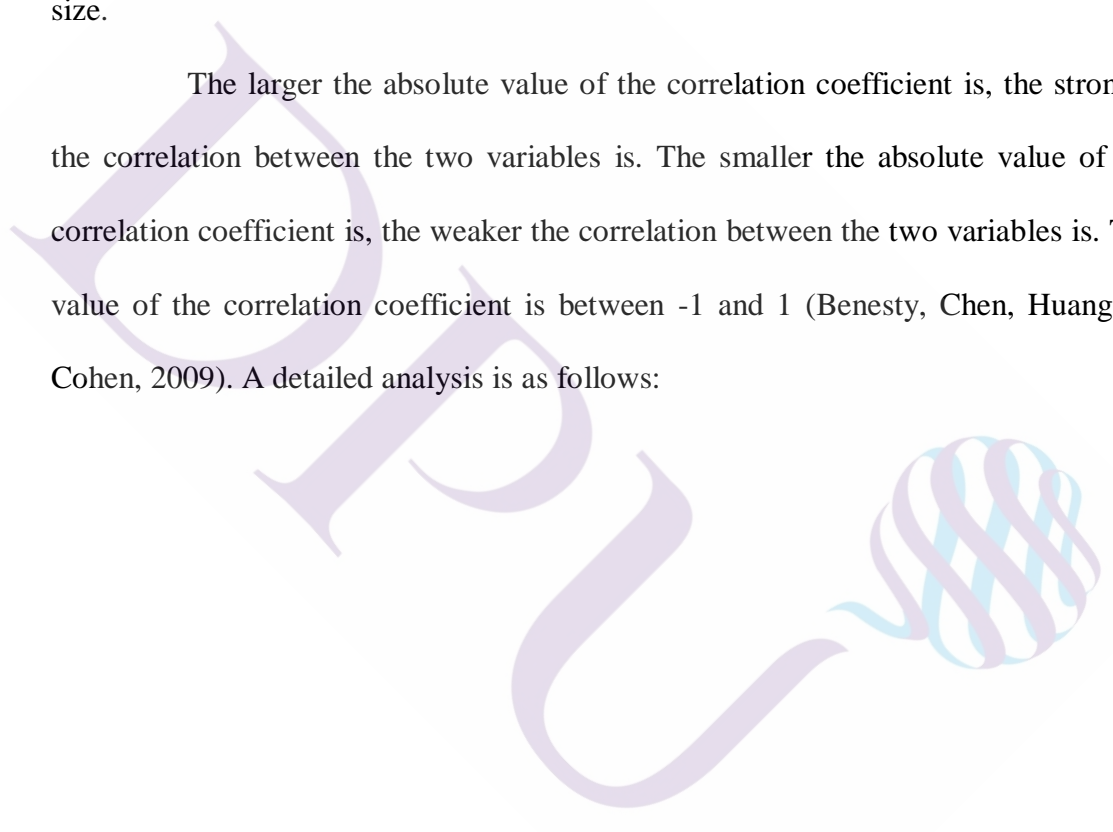 size.
The larger the absolute value of the correlation coefficient is, the stron
the correlation between the two variables is. The smaller the absolute value of
correlation coefficient is, the weaker the correlation between the two variables is.
value of the correlation coefficient is between -1 and 1 (Benesty, Chen, Huang
Cohen, 2009). A detailed analysis is as follows:
DPU